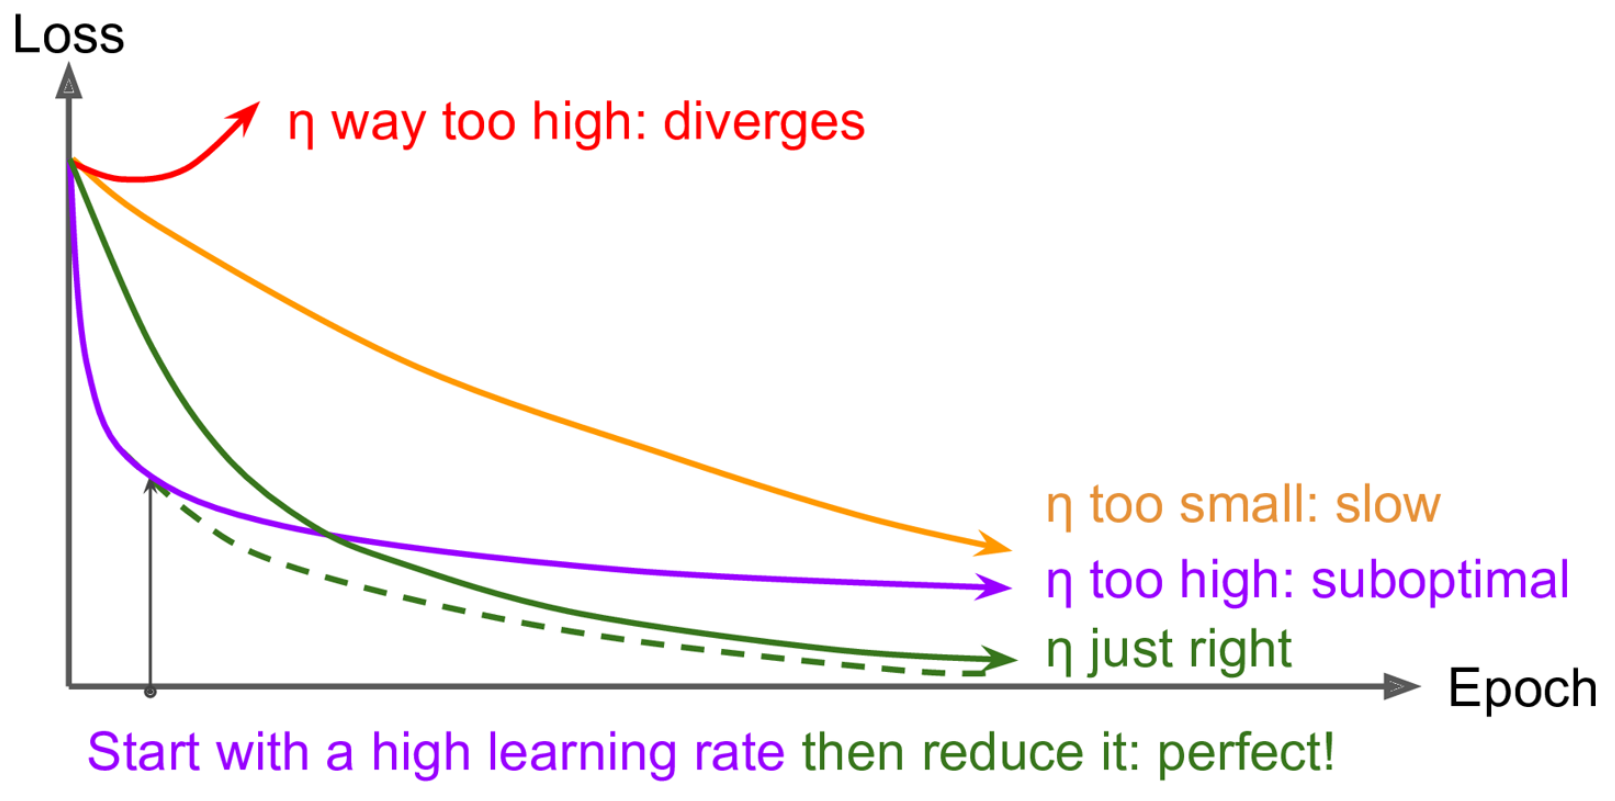 Loss
η way too high: diverges
η too small: slow
η too high: suboptimal
η just right
Epoch
Start with a high learning rate then reduce it: perfect!